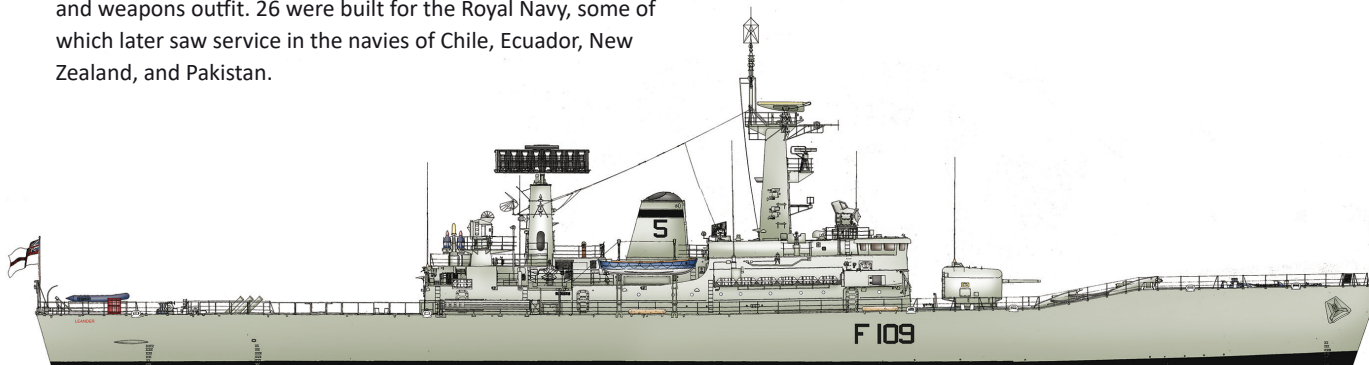 and weapons outfit. 26 were built for the Royal Navy, some of
which later saw service in the navies of Chile, Ecuador, New
Zealand, and Pakistan.
5
LEANDER
F 109